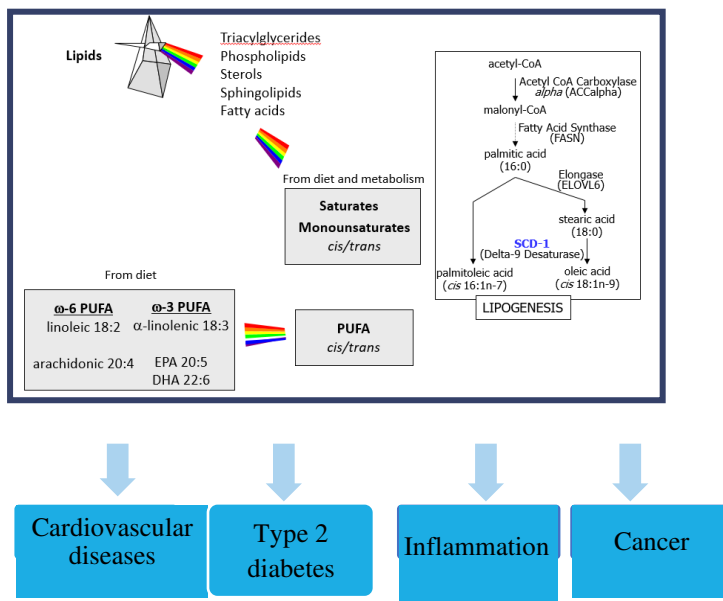 Lipids
Triacylglycerides
Phospholipids
Sterols
Sphingolipids
Fatty acids
From diet and metabolism
Saturates
Monounsaturates
cis/trans
acetyl-CoA
Acetyl CoA Carboxylase
alpha (ACCalpha)
malonyl-CoA
Fatty Acid Synthase
(FASN)
palmitic acid
(16:0)
Elongase
(ELOVL6)
stearic acid
(18:0)
SCD-1
(Delta-9 Desaturase)
palmitoleic acid
(cis 16:1n-7)
oleic acid
(cis 18:1n-9)
LIPOGENESIS
From diet
ω-6 PUFA
linoleic 18:2
arachidonic 20:4
ω-3 PUFA
α-linolenic 18:3
EPA 20:5
DHA 22:6
PUFA
cis/trans
Cardiovascular
diseases
Type 2
diabetes
Inflammation
Cancer